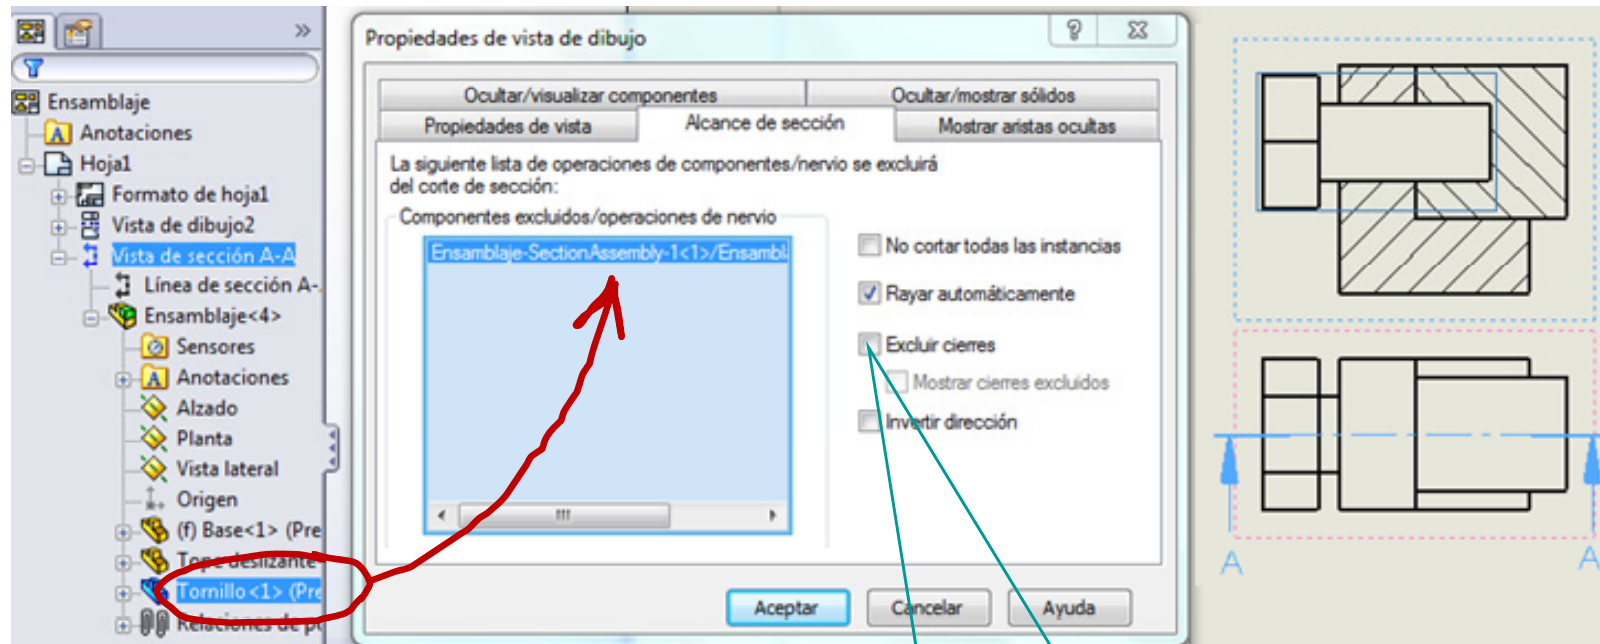 »
Ensamblaje
Anotaciones
Hoja1
Formato de hoja1
Vista de dibujo2
Vista de sección A-A
Línea de sección A-
Ensamblaje<4>
Sensores
Anotaciones
Alzado
Planta
Vista lateral
Origen
(f) Base<1> (Pre
Tope deslizante
Tornillo<1> (Pre
Relaciones de p
Propiedades de vista de dibujo
?
Ocultar/visualizar componentes
Ocultar/mostrar sólidos
Propiedades de vista
Alcance de sección
Mostrar aristas ocultas
La siguiente lista de operaciones de componentes/nervio se excluirá
del corte de sección:
Componentes excluidos/operaciones de nervio
Ensamblaje-SectionAssembly-1<1>/Ensambl
No cortar todas las instancias
Rayar automáticamente
Excluir cierres
Mostrar cierres excluidos
Invertir dirección
Aceptar
Cancelar
Ayuda
A
A